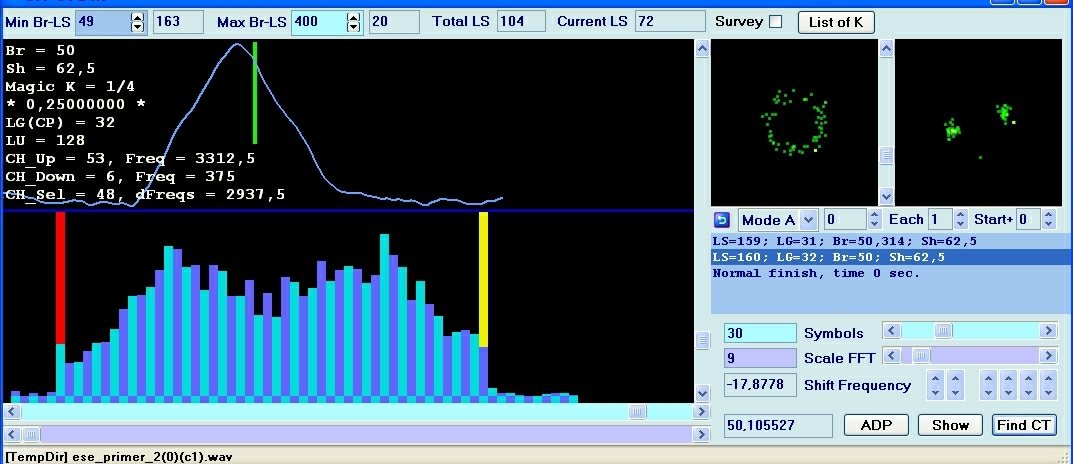 Min Br-LS 49 163 Max Br-LS 400 20 Total LS 104 Current LS 72 Survey List of K
Br = 50
Sh = 62,5
Magic K = 1/4
* 0,25000000 *
LG(CP) = 32
LU = 128
CH_Up = 53, Freq = 3312,5
CH_Down = 6, Freq = 375
CH_Sel = 48, dFreqs = 2937,5
Mode A 0 Each 1 Start+ 0
LS=159; LG=31; Br=50,314; Sh=62,5
LS=160; LG=32; Br=50; Sh=62,5
Normal finish, time 0 sec.
30 Symbols
9 Scale FFT
-17,8778 Shift Frequency
50,105527 ADP Show Find CT
[TempDir] ese_primer_2(0)(c1).wav